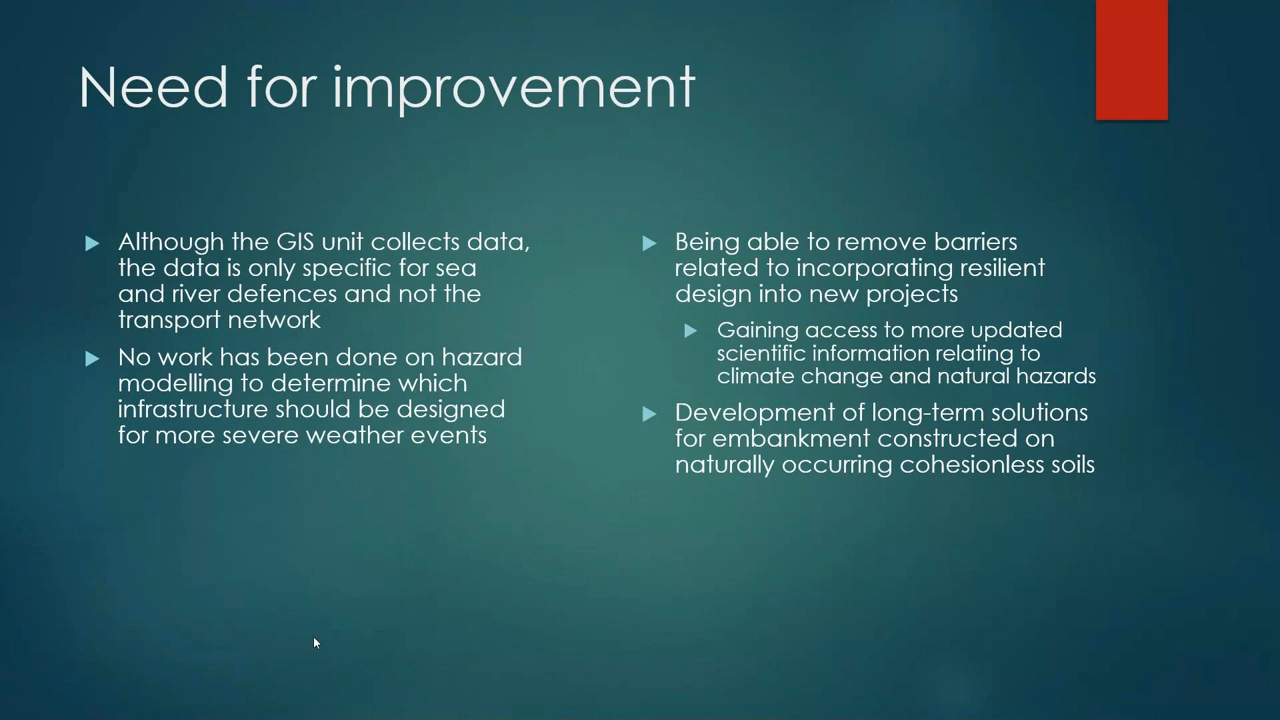 Need for improvement
Although the GIS unit collects data,
the data is only specific for sea
and river defences and not the
transport network
No work has been done on hazard
modelling to determine which
infrastructure should be designed
for more severe weather events
Being able to remove barriers
related to incorporating resilient
design into new projects
Gaining access to more updated
scientific information relating to
climate change and natural hazards
Development of long-term solutions
for embankment constructed on
naturally occurring cohesionless soils